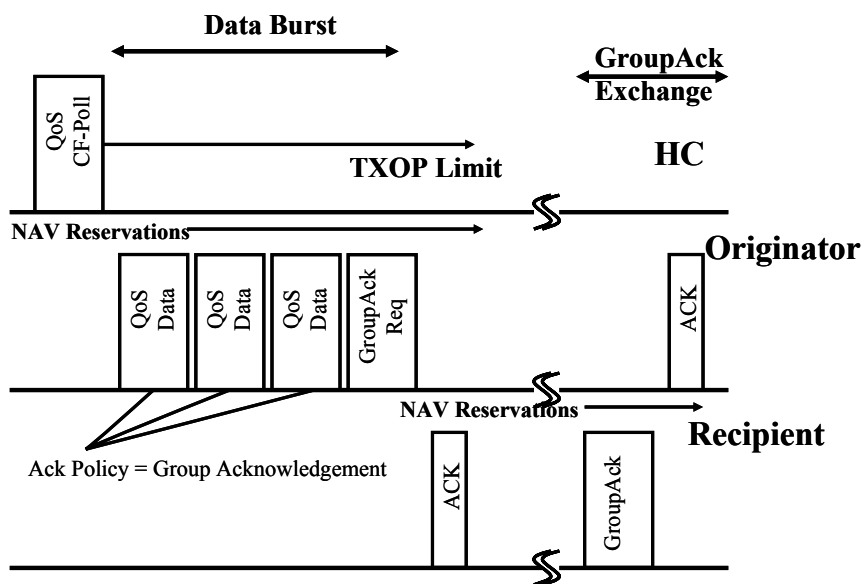 Data Burst
GroupAck
Exchange
QoS
CF-Poll
TXOP Limit
HC
NAV Reservations
Originator
QoS
Data
QoS
Data
QoS
Data
GroupAck
Req
ACK
NAV Reservations
Recipient
Ack Policy = Group Acknowledgement
ACK
GroupAck